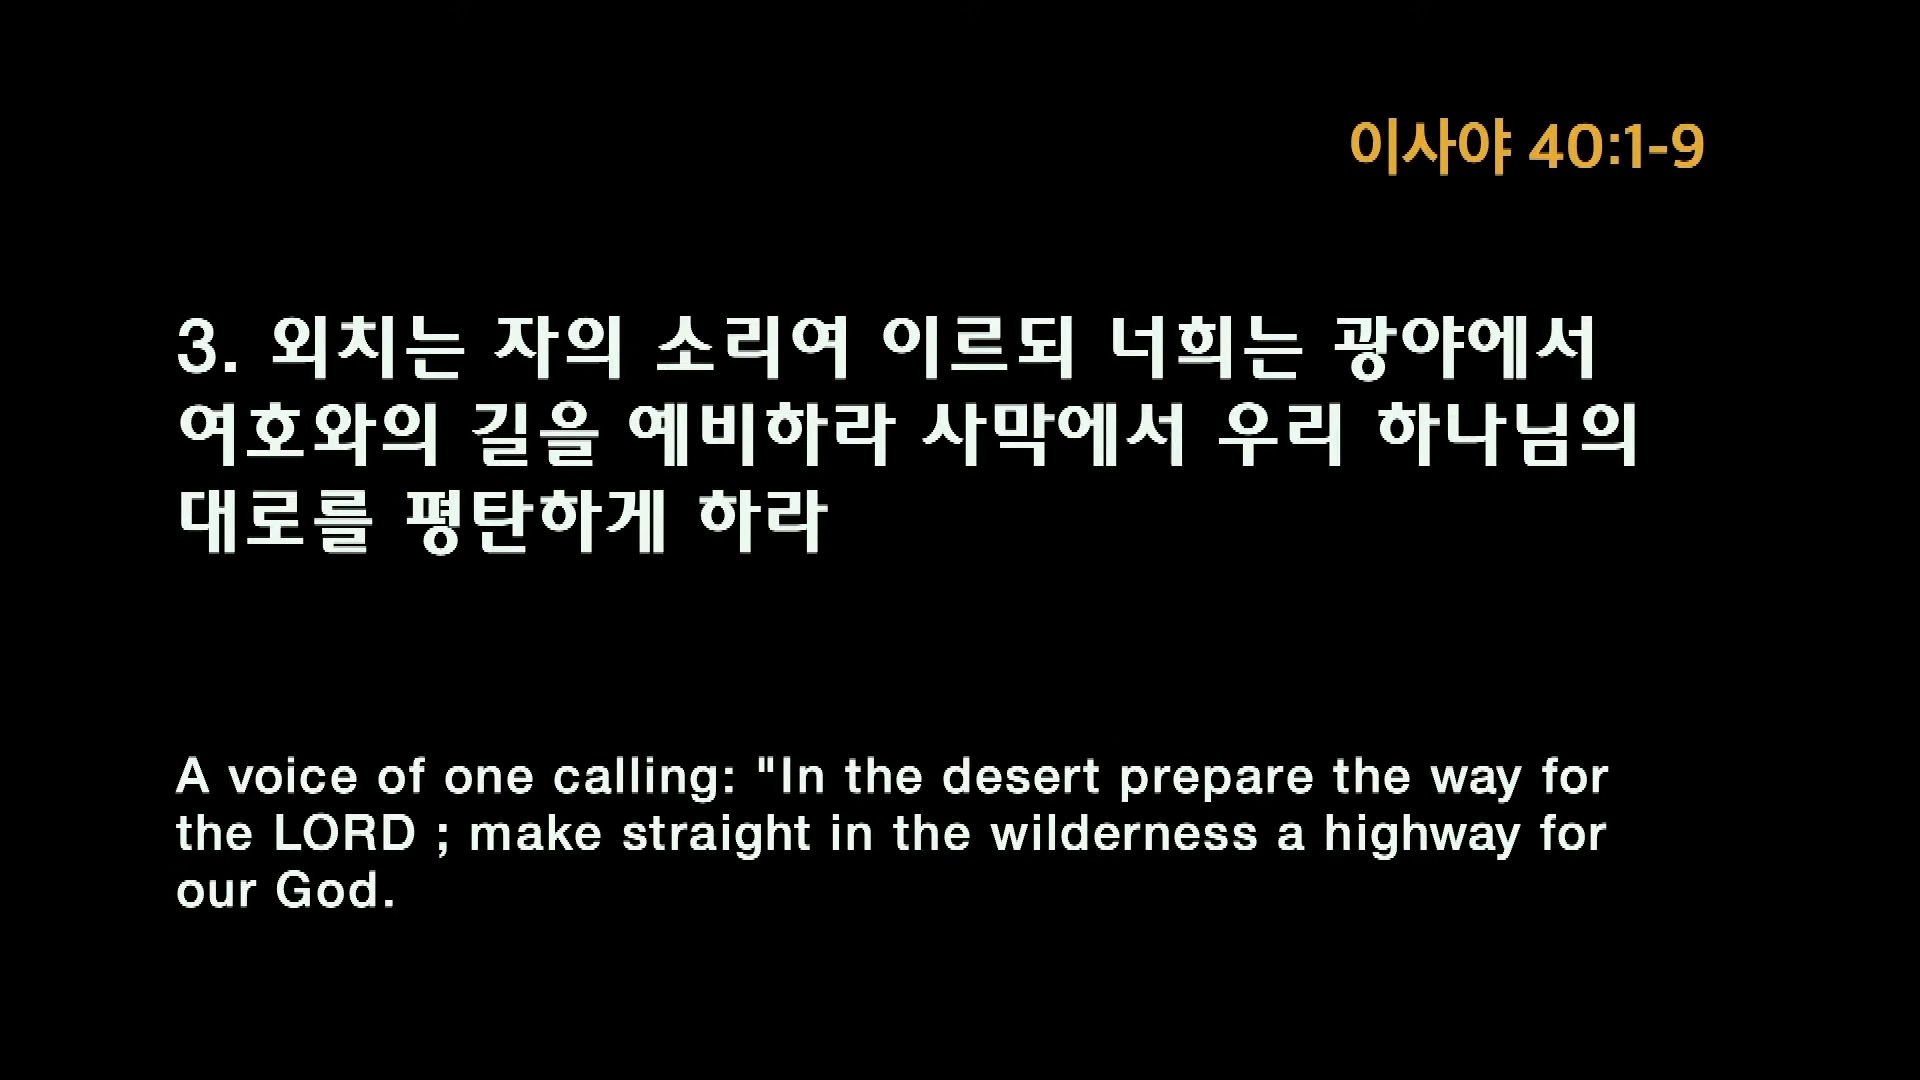 이사야 40:1-9
3. 외치는 자의 소리여 이르되 너희는 광야에서
여호와의 길을 예비하라 사막에서 우리 하나님의
대로를 평탄하게 하라
A voice of one calling: "In the desert prepare the way for
the LORD ; make straight in the wilderness a highway for
our God.